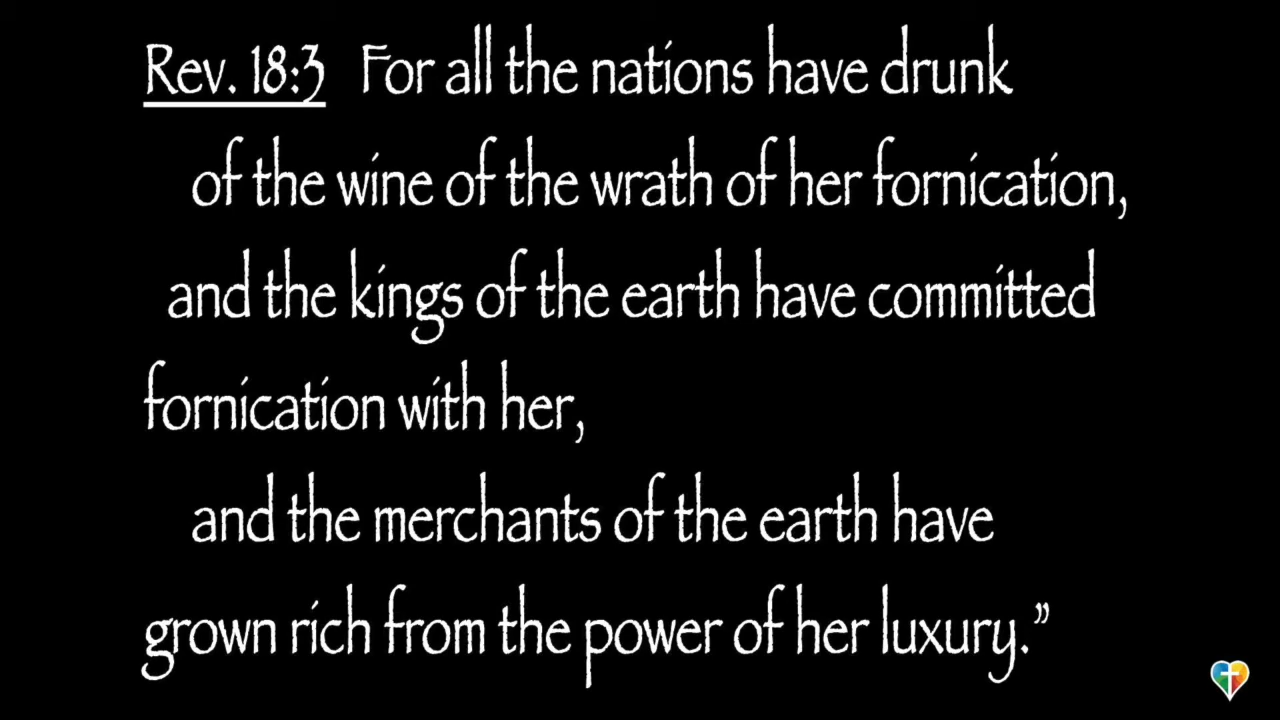 Rev. 18:3 For all the nations have drunk
of the wine of the wrath of her fornication,
and the kings of the earth have committed
fornication with her,
and the merchants of the earth have
grown rich from the power of her luxury.”